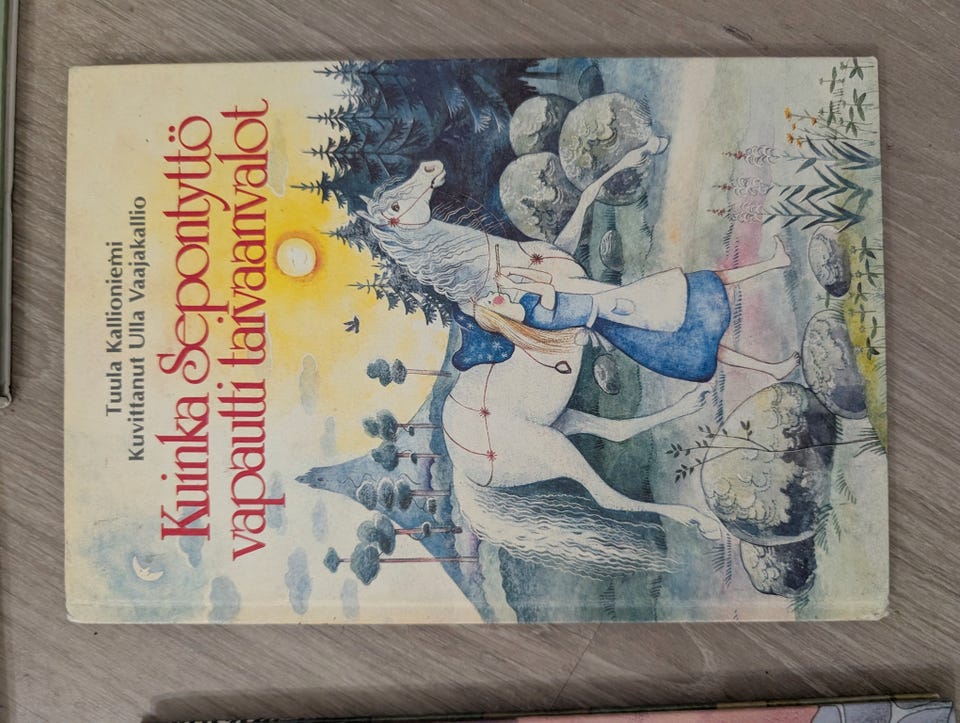 Tuula Kallioniemi
Kuvittanut Ulla Vaajakallio
Kuinka Sepontyttö
vapautti taivaanvalot